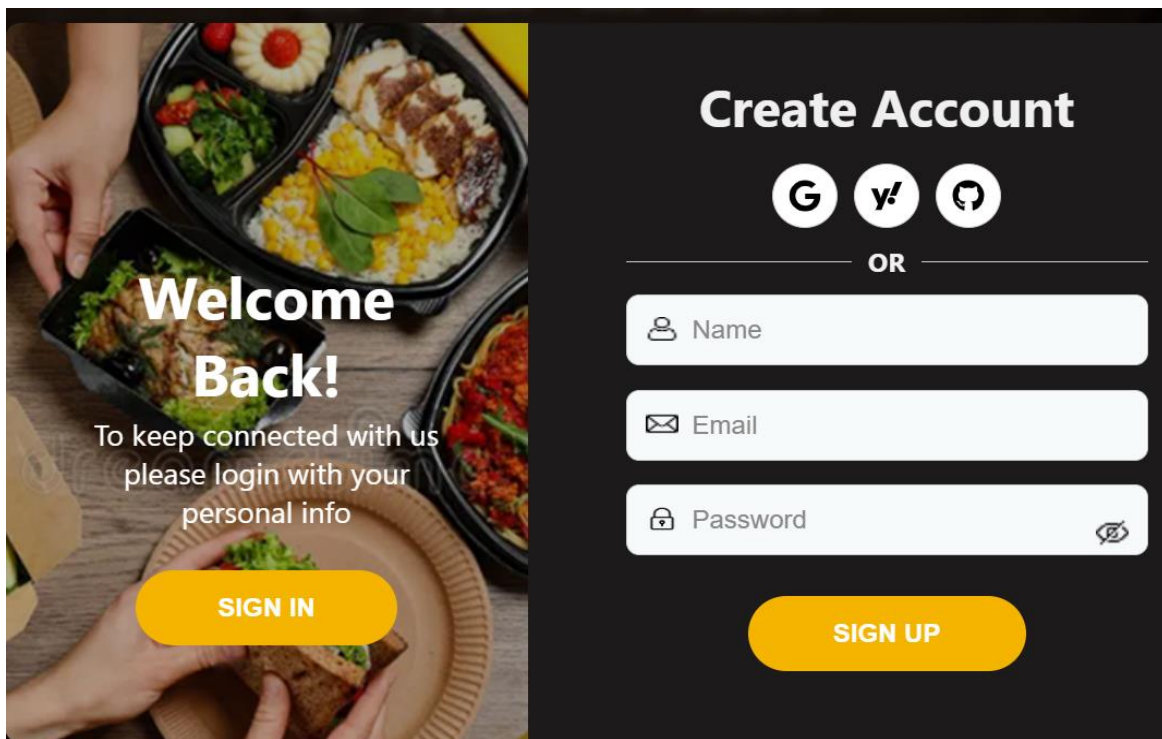 Welcome
Back!
To keep connected with us
please login with your
personal info
SIGN IN
Create Account
G
y!
OR
Name
Email
Password
SIGN UP